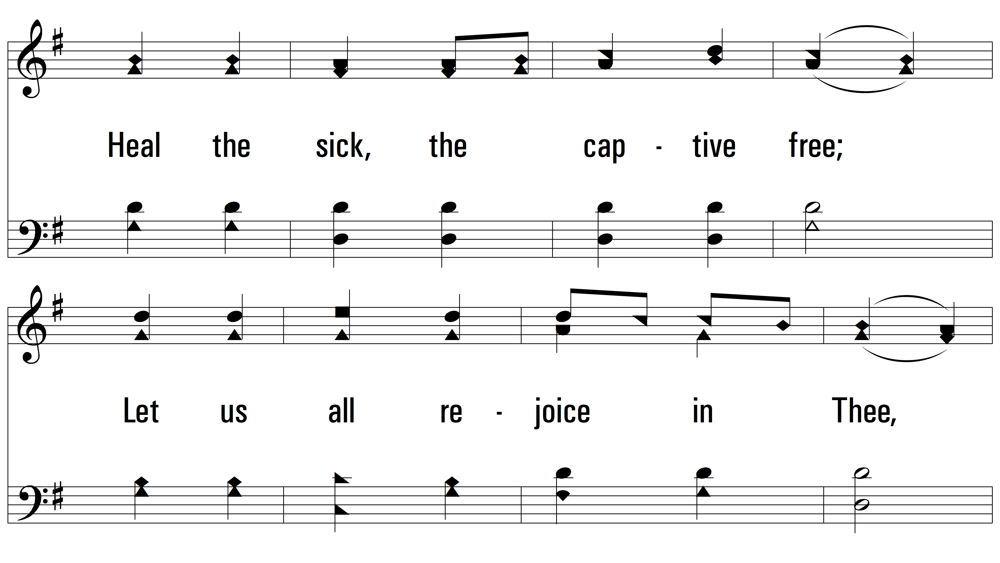 Heal the sick, the cap - tive free;
Let us all re - joice in Thee,